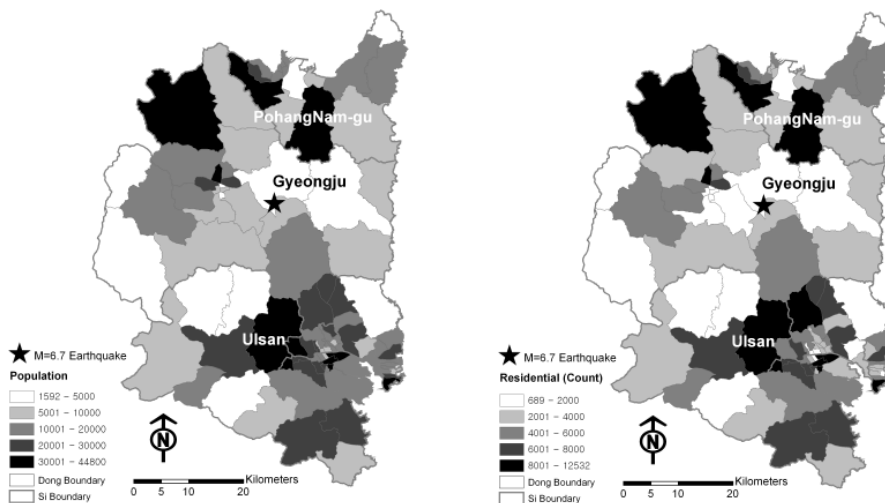 PohangNam-gu
Gyeongju
Ulsan
M=6.7 Earthquake
Population
1592 - 5000
5001 - 10000
10001 - 20000
20001 - 30000
30001 - 44800
Dong Boundary
Si Boundary
N
Kilometers
0 5 10 20
PohangNam-gu
Gyeongju
Ulsan
M=6.7 Earthquake
Residential (Count)
689 - 2000
2001 - 4000
4001 - 6000
6001 - 8000
8001 - 12532
Dong Boundary
Si Boundary
N
Kilometers
0 5 10 20